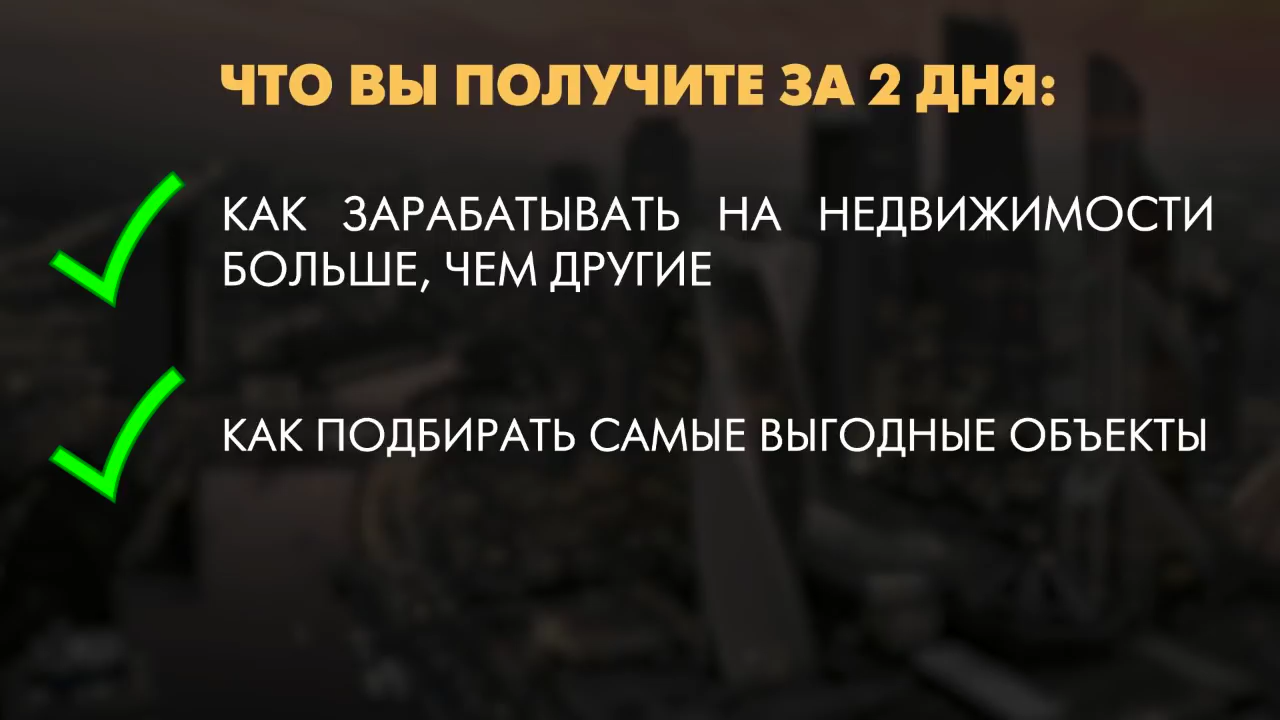 ЧТО ВЫ ПОЛУЧИТЕ ЗА 2 ДНЯ:
КАК ЗАРАБАТЫВАТЬ НА НЕДВИЖИМОСТИ
БОЛЬШЕ, ЧЕМ ДРУГИЕ
КАК ПОДБИРАТЬ САМЫЕ ВЫГОДНЫЕ ОБЪЕКТЫ